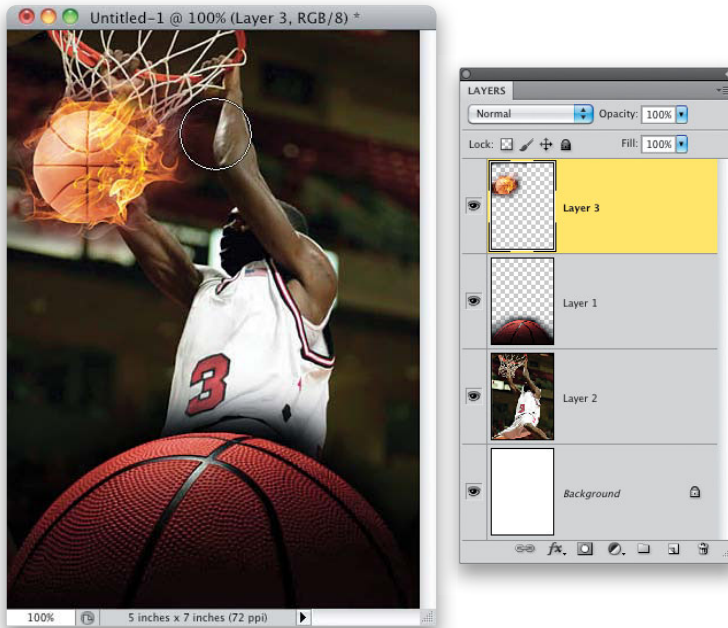 Untitled-1 @ 100% (Layer 3, RGB/8) *
3
100%
5 inches x 7 inches (72 ppi)
LAYERS
Normal
Opacity: 100%
Lock:
Fill: 100%
Layer 3
Layer 1
Layer 2
Background
fx